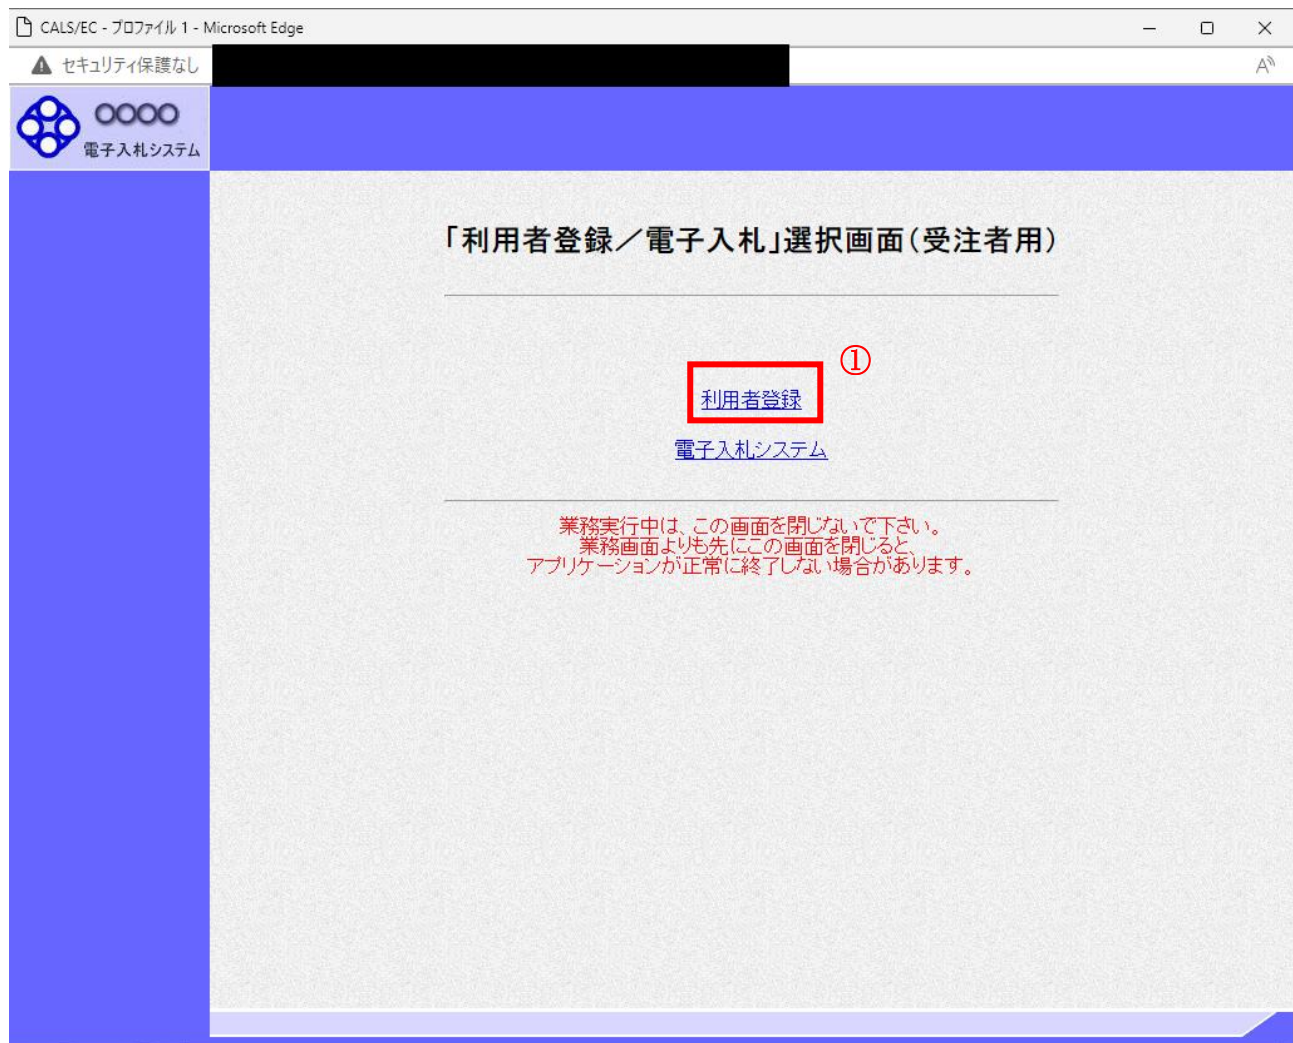 CALS/EC - プロファイル 1 - Microsoft Edge
セキュリティ保護なし
A
〇〇〇〇
電子入札システム
「利用者登録／電子入札」選択画面（受注者用）
①
利用者登録
電子入札システム
業務実行中は、この画面を閉じないで下さい。
業務画面よりも先にこの画面を閉じると、
アプリケーションが正常に終了しない場合があります。